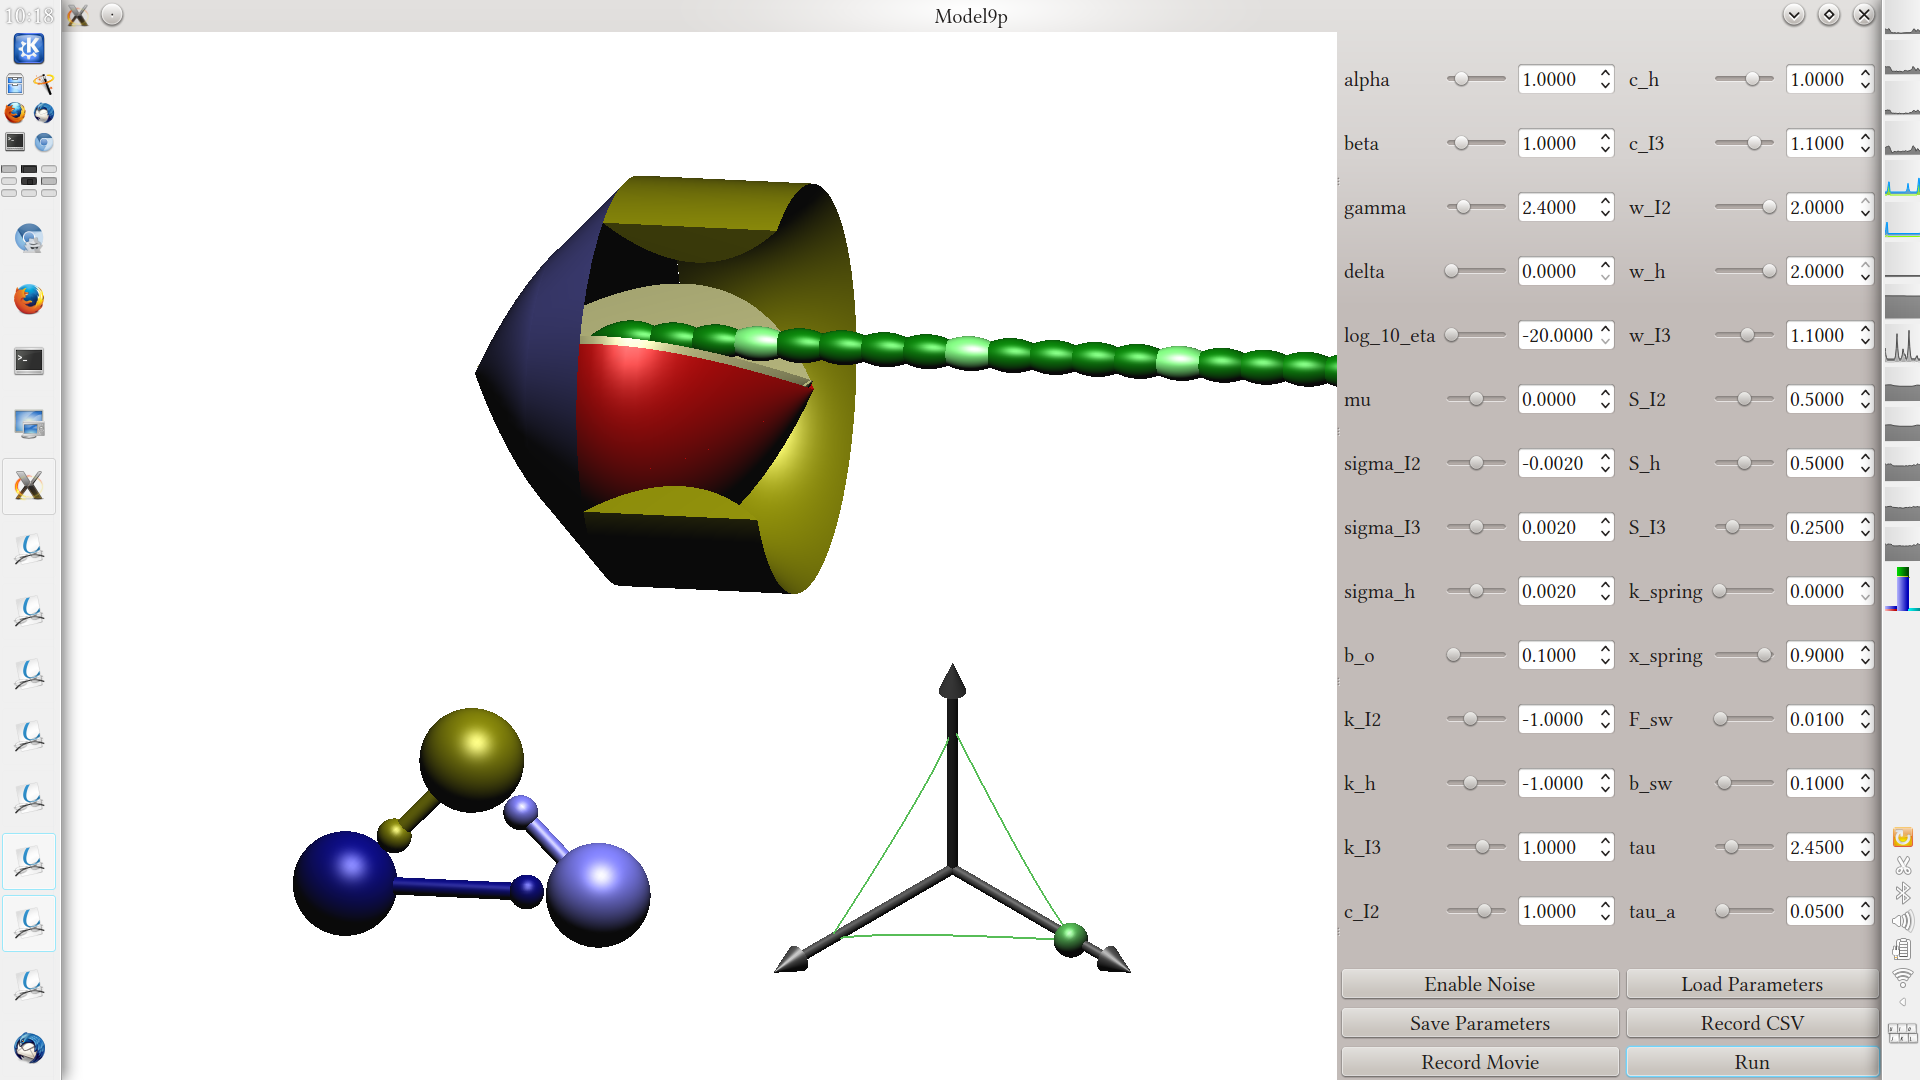 10:18
Model9p
alpha 1.0000 c_h 1.0000
beta 1.0000 c_I3 1.1000
gamma 2.4000 w_I2 2.0000
delta 0.0000 w_h 2.0000
log_10_eta -20.0000 w_I3 1.1000
mu 0.0000 S_I2 0.5000
sigma_I2 -0.0020 S_h 0.5000
sigma_I3 0.0020 S_I3 0.2500
sigma_h 0.0020 k_spring 0.0000
b_o 0.1000 x_spring 0.9000
k_I2 -1.0000 F_sw 0.0100
k_h -1.0000 b_sw 0.1000
k_I3 1.0000 tau 2.4500
c_I2 1.0000 tau_a 0.0500
Enable Noise Load Parameters
Save Parameters Record CSV
Record Movie Run